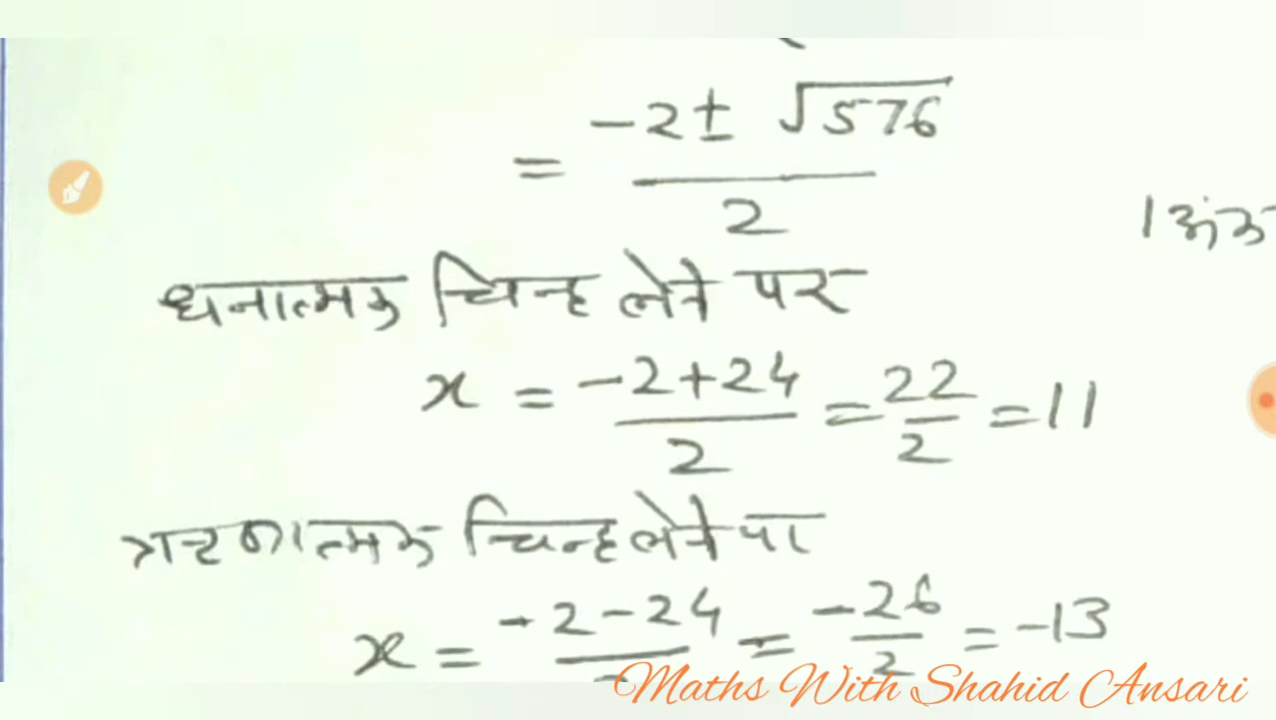 = -2 ± √576 / 2
1 अंक
धनात्मक चिन्ह लेने पर
x = -2+24 / 2 = 22 / 2 = 11
ऋणात्मक चिन्ह लेने पर
x = -2-24 / 2 = -26 / 2 = -13
Maths With Shahid Ansari